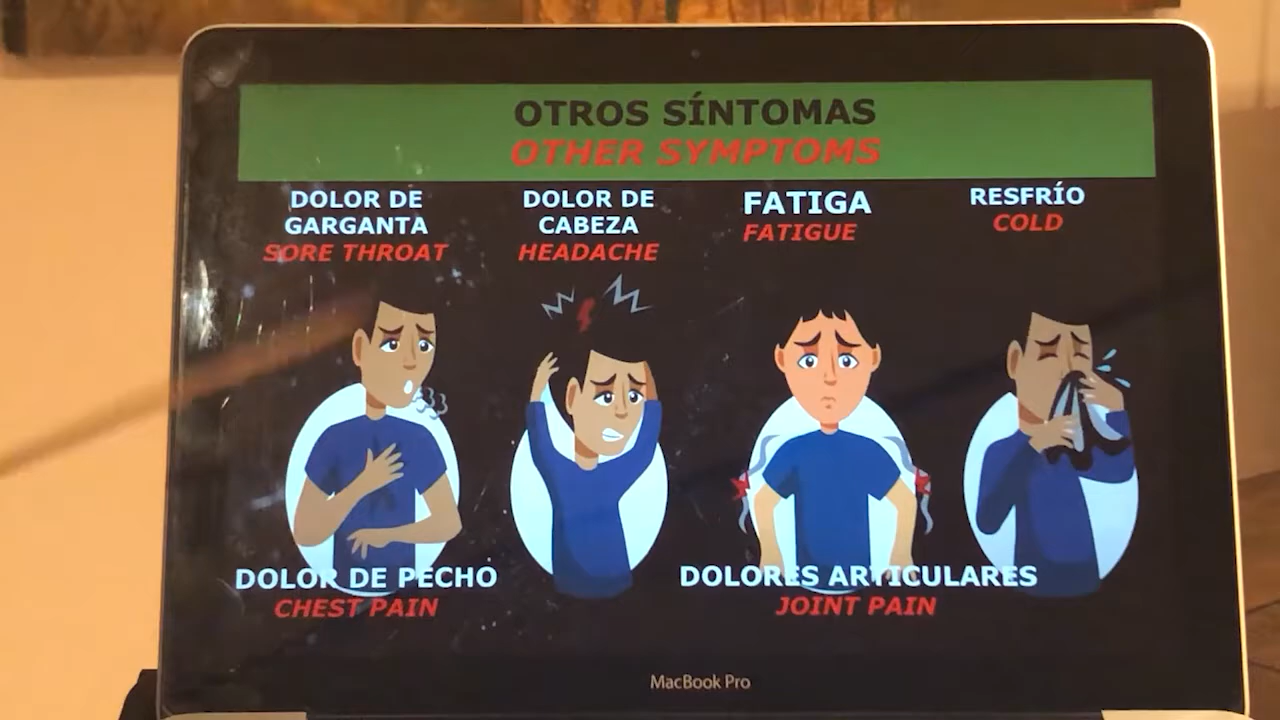 OTROS SÍNTOMAS
OTHER SYMPTOMS
DOLOR DE
GARGANTA
SORE THROAT
DOLOR DE
CABEZA
HEADACHE
FATIGA
FATIGUE
RESFRÍO
COLD
DOLOR DE PECHO
CHEST PAIN
DOLORES ARTICULARES
JOINT PAIN
MacBook Pro